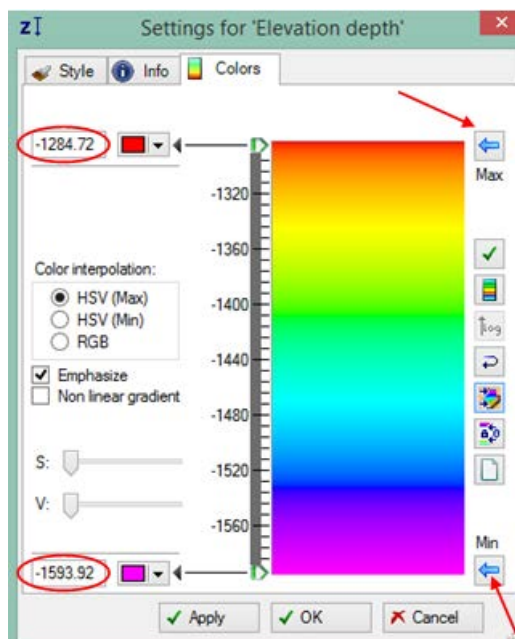 Settings for 'Elevation depth'
Style Info Colors
-1284.72
Max
-1320
-1360
Color interpolation:
HSV (Max)
HSV (Min)
RGB
-1400
-1440
Emphasize
Non linear gradient
-1480
S:
-1520
V:
-1560
Min
-1593.92
log
Apply OK Cancel